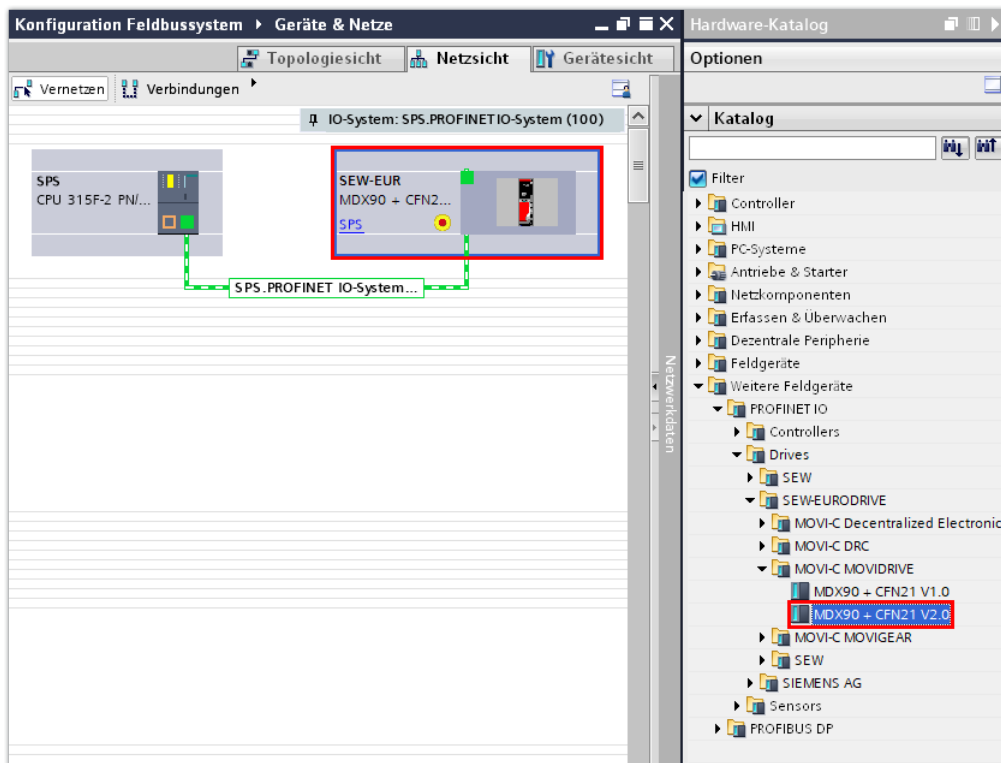 Konfiguration Feldbussystem ▸ Geräte & Netze
Topologiesicht Netzsicht Gerätesicht
Vernetzen Verbindungen
IO-System: SPS.PROFINET IO-System (100)
SPS
CPU 315F-2 PN/...
SEW-EUR
MDX90 + CFN2...
SPS
SPS.PROFINET IO-System...
Netzwerkdaten
Hardware-Katalog
Optionen
Katalog
Filter
Controller
HMI
PC-Systeme
Antriebe & Starter
Netzkomponenten
Erfassen & Überwachen
Dezentrale Peripherie
Feldgeräte
Weitere Feldgeräte
PROFINET IO
Controllers
Drives
SEW
SEW-EURODRIVE
MOVI-C Decentralized Electronic
MOVI-C DRC
MOVI-C MOVIDRIVE
MDX90 + CFN21 V1.0
MDX90 + CFN21 V2.0
MOVI-C MOVIGEAR
SEW
SIEMENS AG
Sensors
PROFIBUS DP